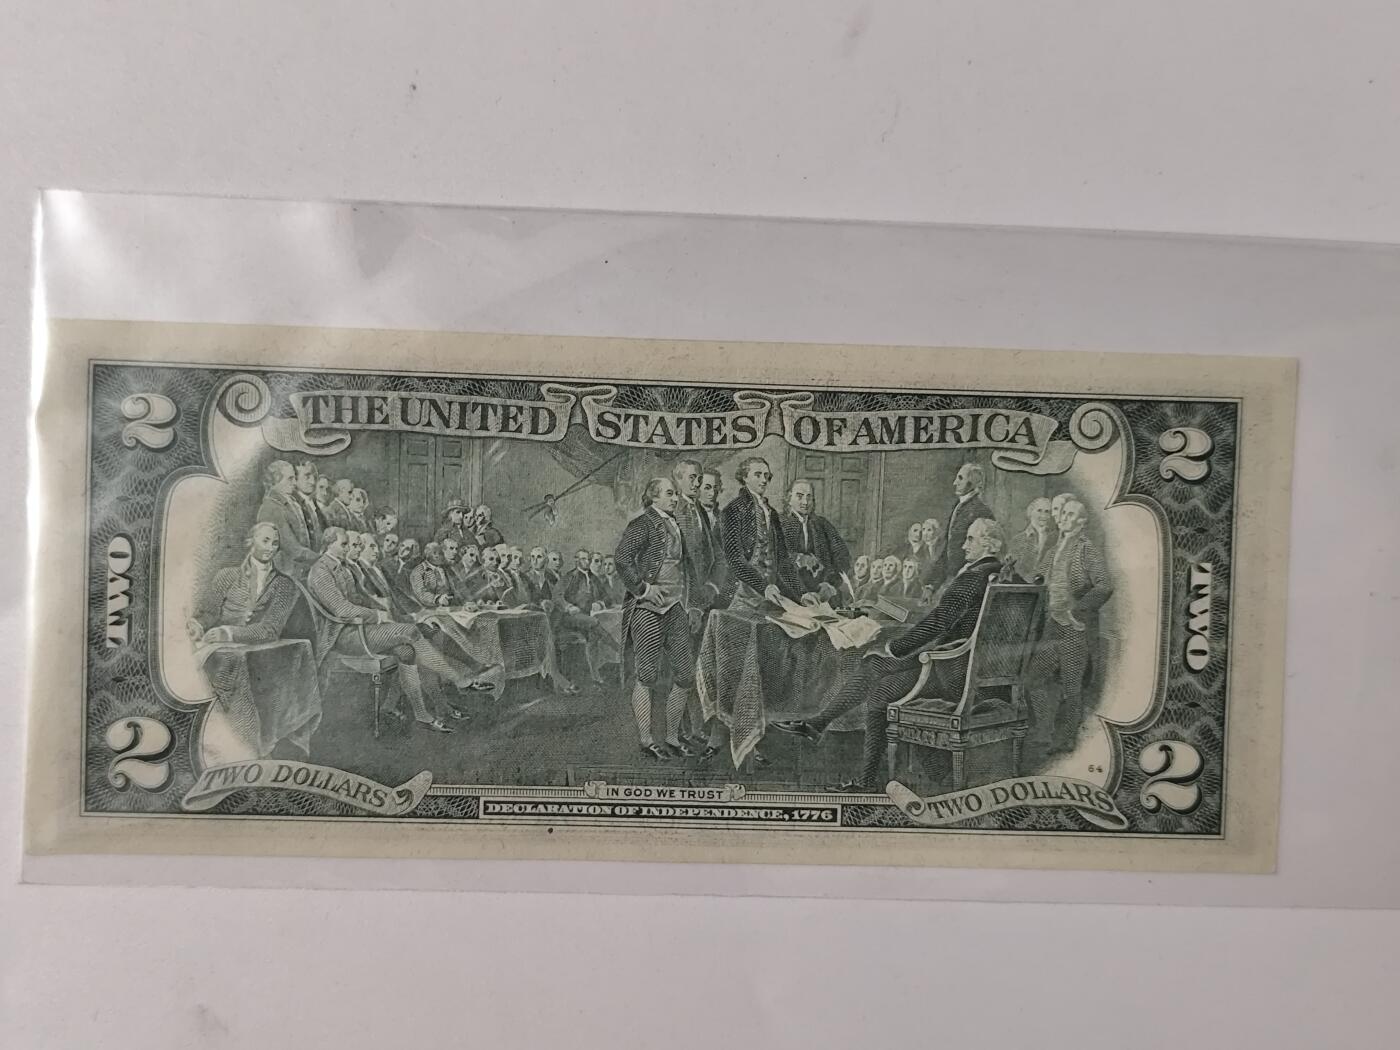 THE UNITED STATES OF AMERICA
2
2
TWO
TWO
2
2
64
TWO DOLLARS
IN GOD WE TRUST
TWO DOLLARS
DECLARATION OF INDEPENDENCE, 1776